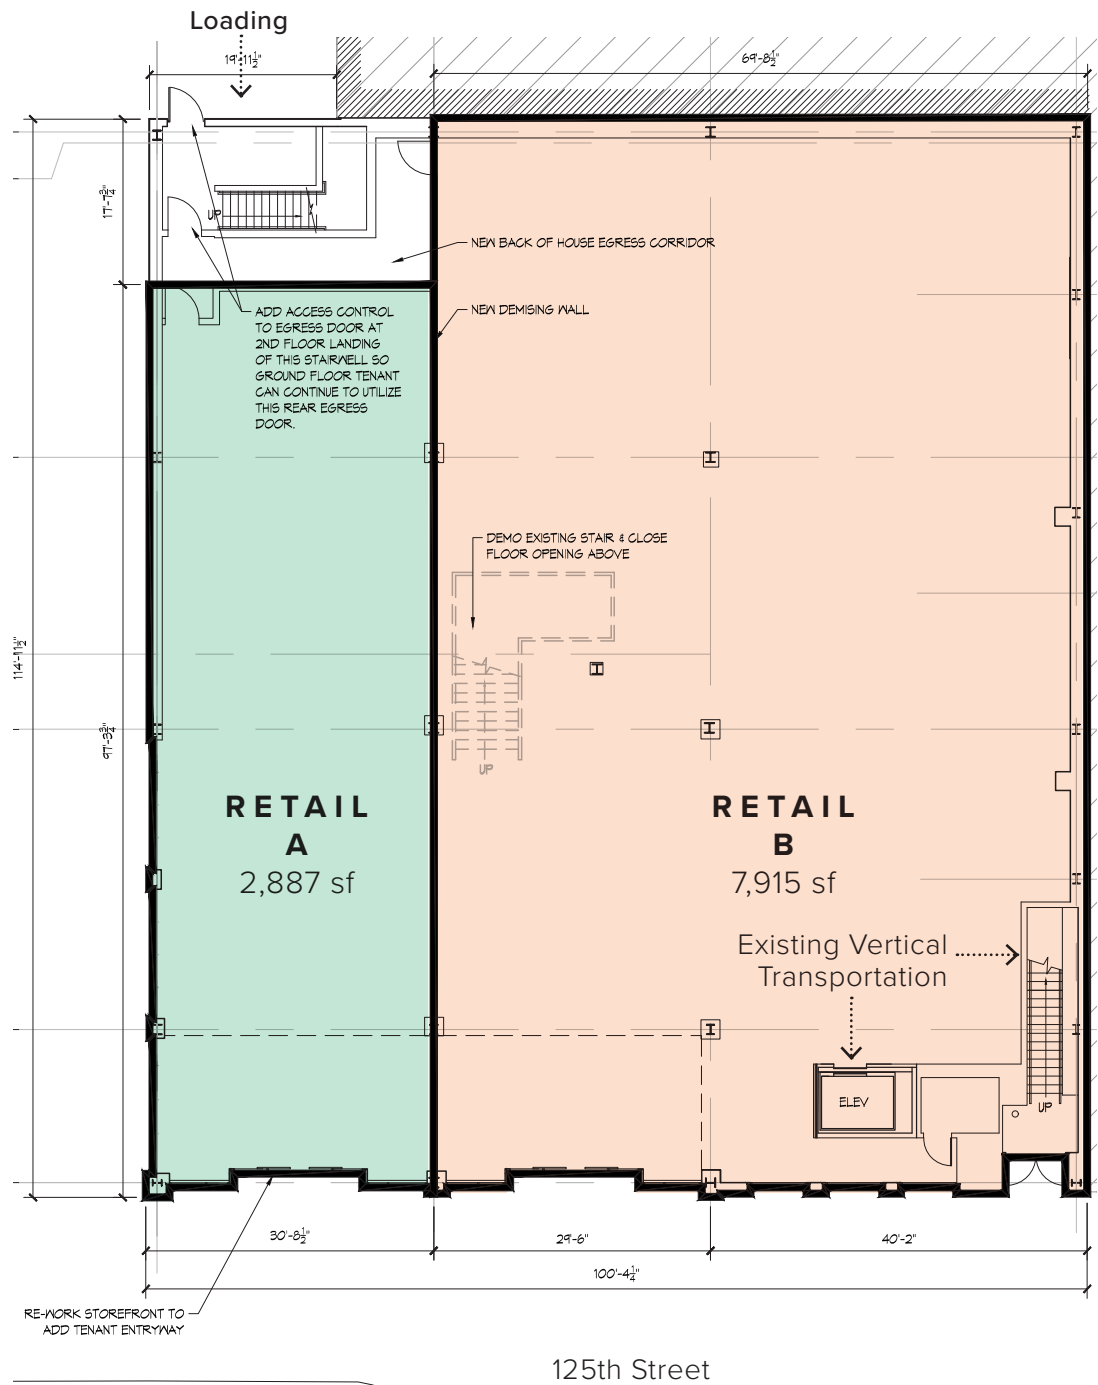 Loading
19'-11½"
69'-8½"
17'-7¾"
UP
NEW BACK OF HOUSE EGRESS CORRIDOR
ADD ACCESS CONTROL
TO EGRESS DOOR AT
2ND FLOOR LANDING
OF THIS STAIRWELL SO
GROUND FLOOR TENANT
CAN CONTINUE TO UTILIZE
THIS REAR EGRESS
DOOR.
NEW DEMISING WALL
DEMO EXISTING STAIR & CLOSE
FLOOR OPENING ABOVE
114'-11½"
97'-3¾"
UP
RETAIL
A
2,887 sf
RETAIL
B
7,915 sf
Existing Vertical
Transportation
ELEV
UP
30'-8½"
29'-6"
40'-2"
100'-4¼"
RE-WORK STOREFRONT TO
ADD TENANT ENTRYWAY
125th Street